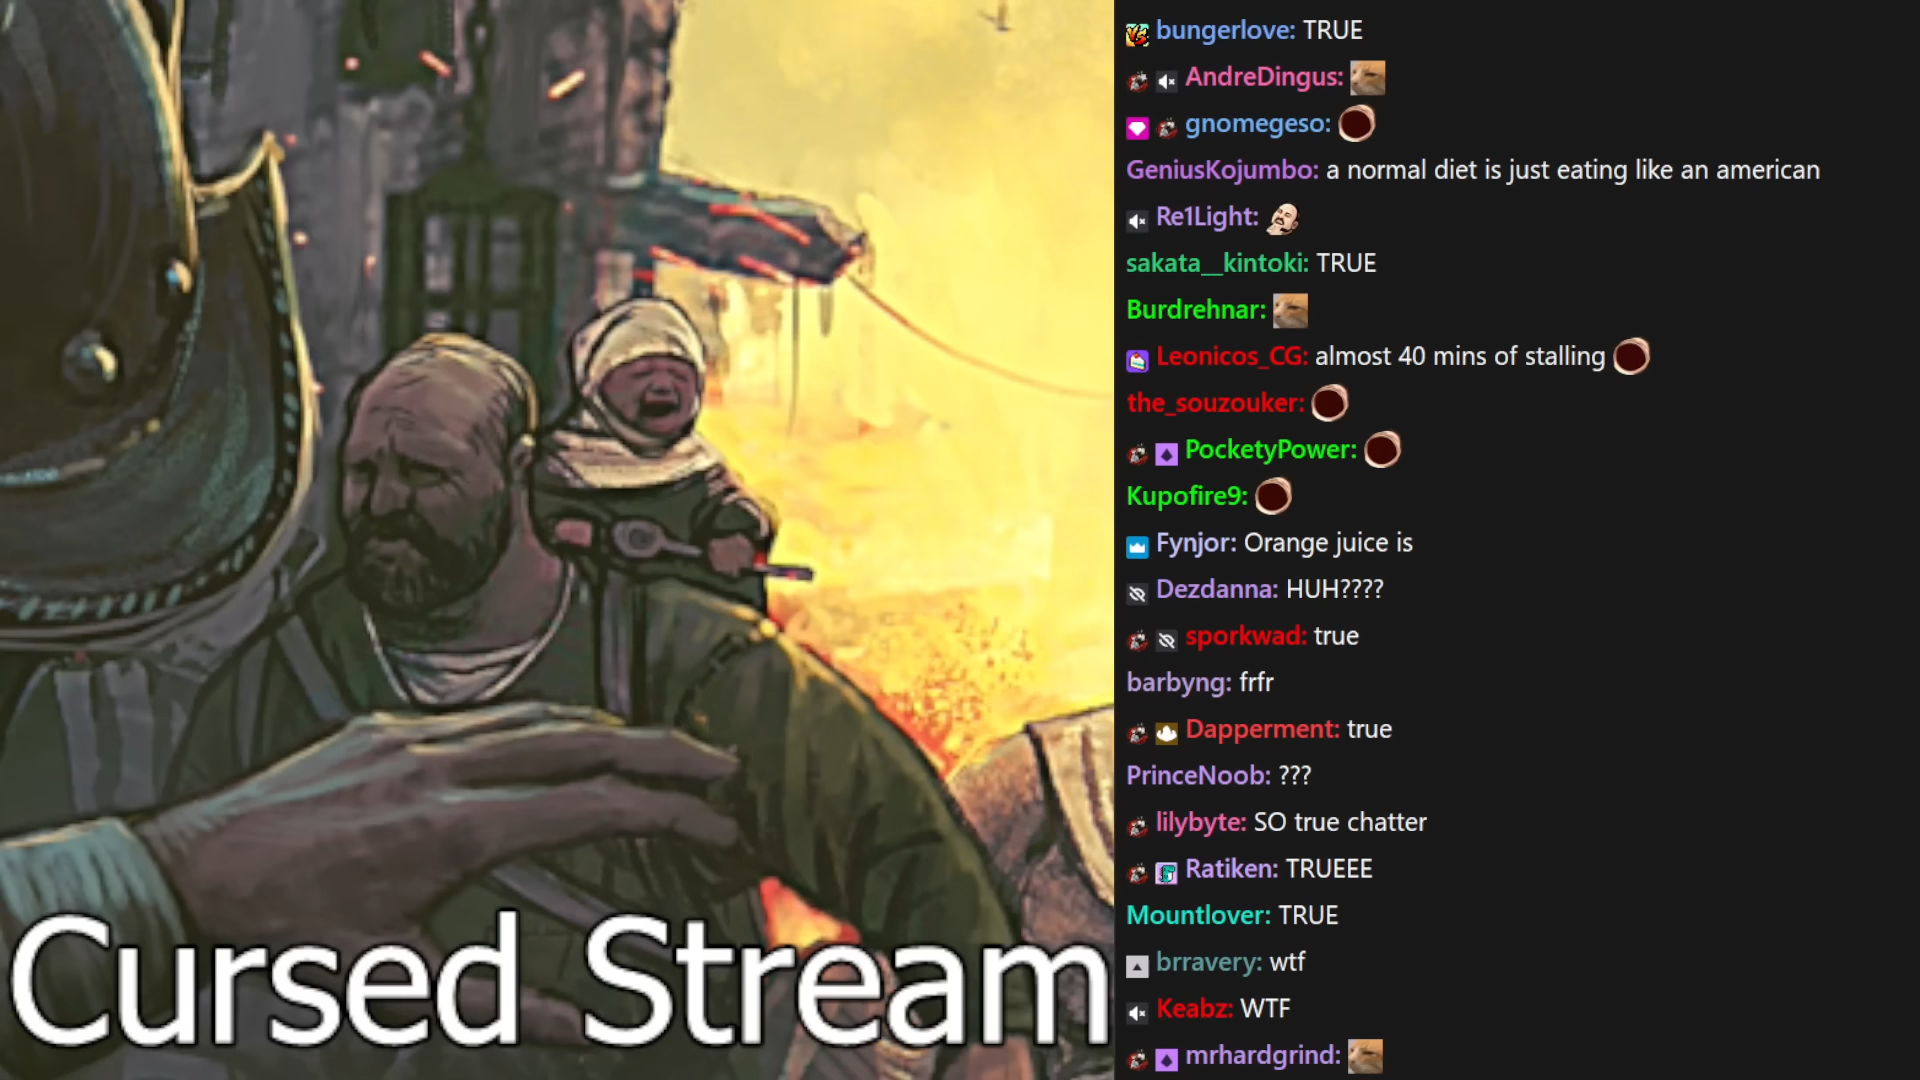 bungerlove: TRUE
AndreDingus:
gnomegeso:
GeniusKojumbo: a normal diet is just eating like an american
Re1Light:
sakata__kintoki: TRUE
Burdrehnar:
Leonicos_CG: almost 40 mins of stalling
the_souzouker:
PocketyPower:
Kupofire9:
Fynjor: Orange juice is
Dezdanna: HUH????
sporkwad: true
barbyng: frfr
Dapperment: true
PrinceNoob: ???
lilybyte: SO true chatter
Ratiken: TRUEEE
Mountlover: TRUE
brravery: wtf
Keabz: WTF
mrhardgrind:
Cursed Stream